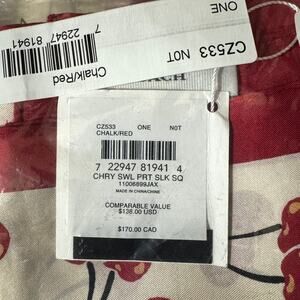 ONE
CZ533 N0T
7 22947 81941
Chalk/Red
CZ533 ONE N0T
CHALK/RED
7 22947 81941 4
CHRY SWL PRT SLK SQ
11006899JAX
MADE IN CHINA/CHINE
COMPARABLE VALUE
$138.00 USD
$170.00 CAD